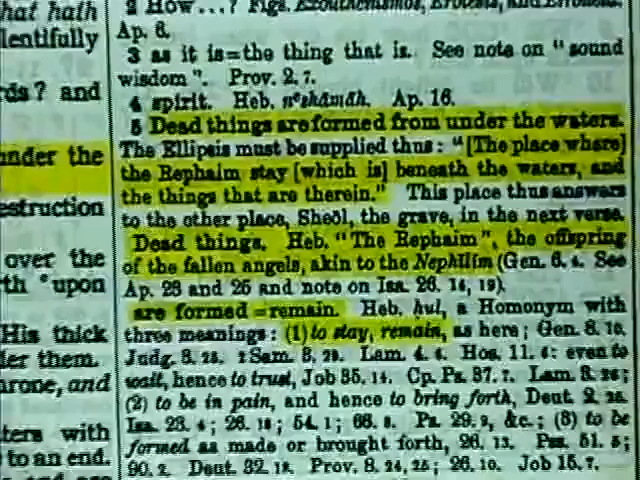 hat hath
lentifully
rds? and
under the
estruction
over the
th "upon
His thick
ler them.
hrone, and
ters with
to an end.
2 How...? Figs. Exouthenismos, Erotesis, and
Ap. 6.
3 as it is=the thing that is. See note on "sound
wisdom". Prov. 2. 7.
4 spirit. Heb. nᵉshāmāh. Ap. 16.
5 Dead things are formed from under the waters.
The Ellipsis must be supplied thus: "[The place where]
the Rephaim stay [which is] beneath the waters, and
the things that are therein." This place thus answers
to the other place, Sheōl, the grave, in the next verse.
Dead things. Heb. "The Rephaim", the offspring
of the fallen angels, akin to the Nephilim (Gen. 6. 4. See
Ap. 23 and 25 and note on Isa. 26. 14, 19).
are formed=remain. Heb. hul, a Homonym with
three meanings: (1) to stay, remain, as here; Gen. 8. 10.
Judg. 3. 25. 1 Sam. 3. Lam. 4. 6. Hos. 11. 6: even to
wait, hence to trust, Job 35. 14. Cp. Ps. 37. 7. Lam. 3. 26;
(2) to be in pain, and hence to bring forth, Deut. 2. 25.
Isa. 23. 4; 26. 18; 54. 1; 66. 8. Ps. 29. 9, &c.; (3) to be
formed as made or brought forth, 26. 13. Pss. 51. 5;
90. 2. Deut. 32. 18. Prov. 8. 24, 25; 26. 10. Job 15. 7.